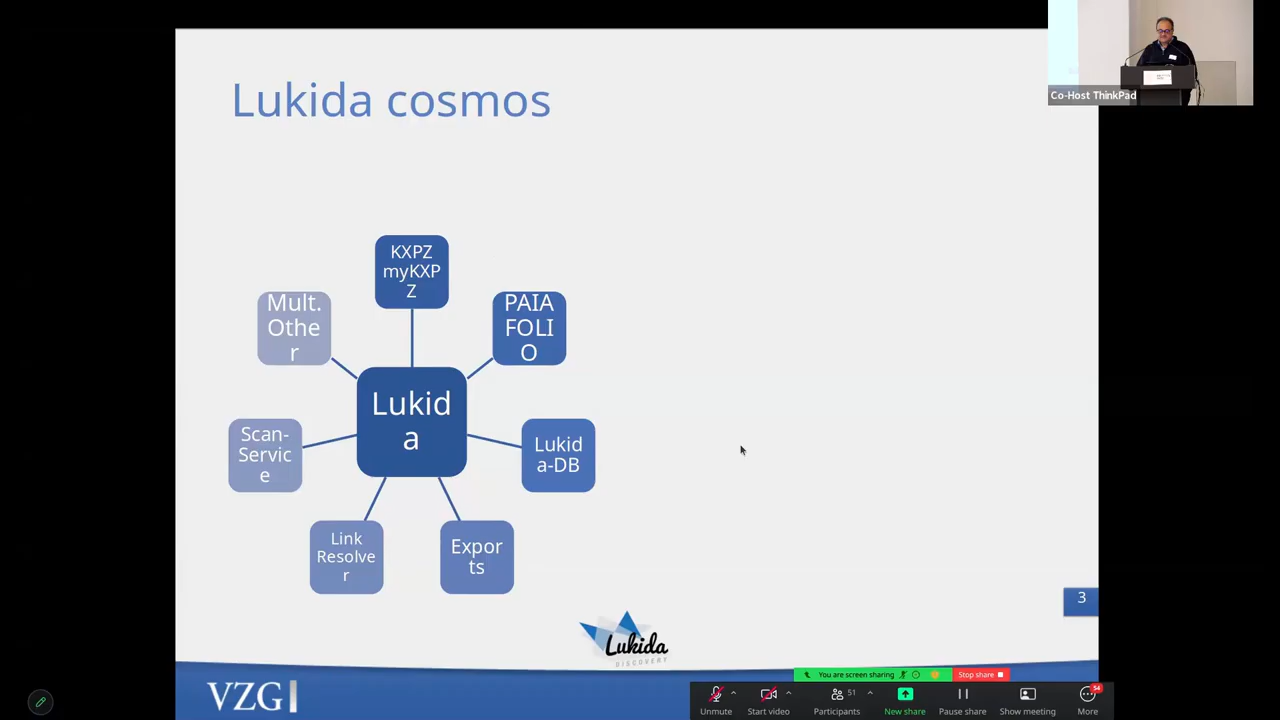 Lukida cosmos
Co-Host ThinkPad
KXPZ
myKXP
Z
Mult.
Othe
r
PAIA
FOLI
O
Lukid
a
Scan-
Servic
e
Lukid
a-DB
Link
Resolve
r
Expor
ts
3
Lukida
DISCOVERY
VZG
You are screen sharing
Stop share
Unmute
Start video
Participants
51
New share
Pause share
Show meeting
More
54